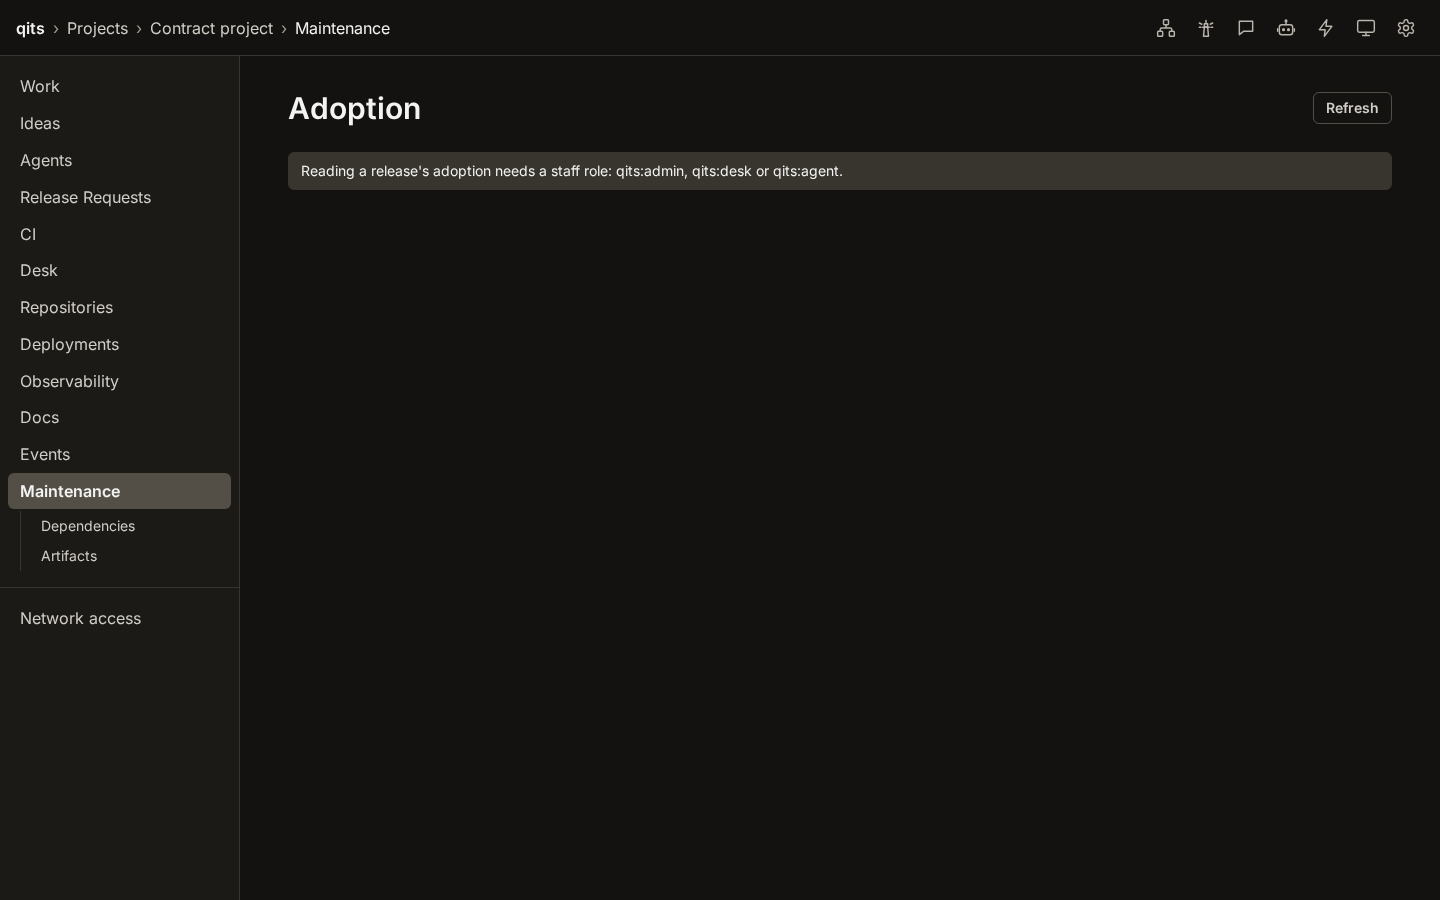 qits › Projects › Contract project › Maintenance
Work
Ideas
Agents
Release Requests
CI
Desk
Repositories
Deployments
Observability
Docs
Events
Maintenance
Dependencies
Artifacts
Network access
Adoption
Refresh
Reading a release's adoption needs a staff role: qits:admin, qits:desk or qits:agent.